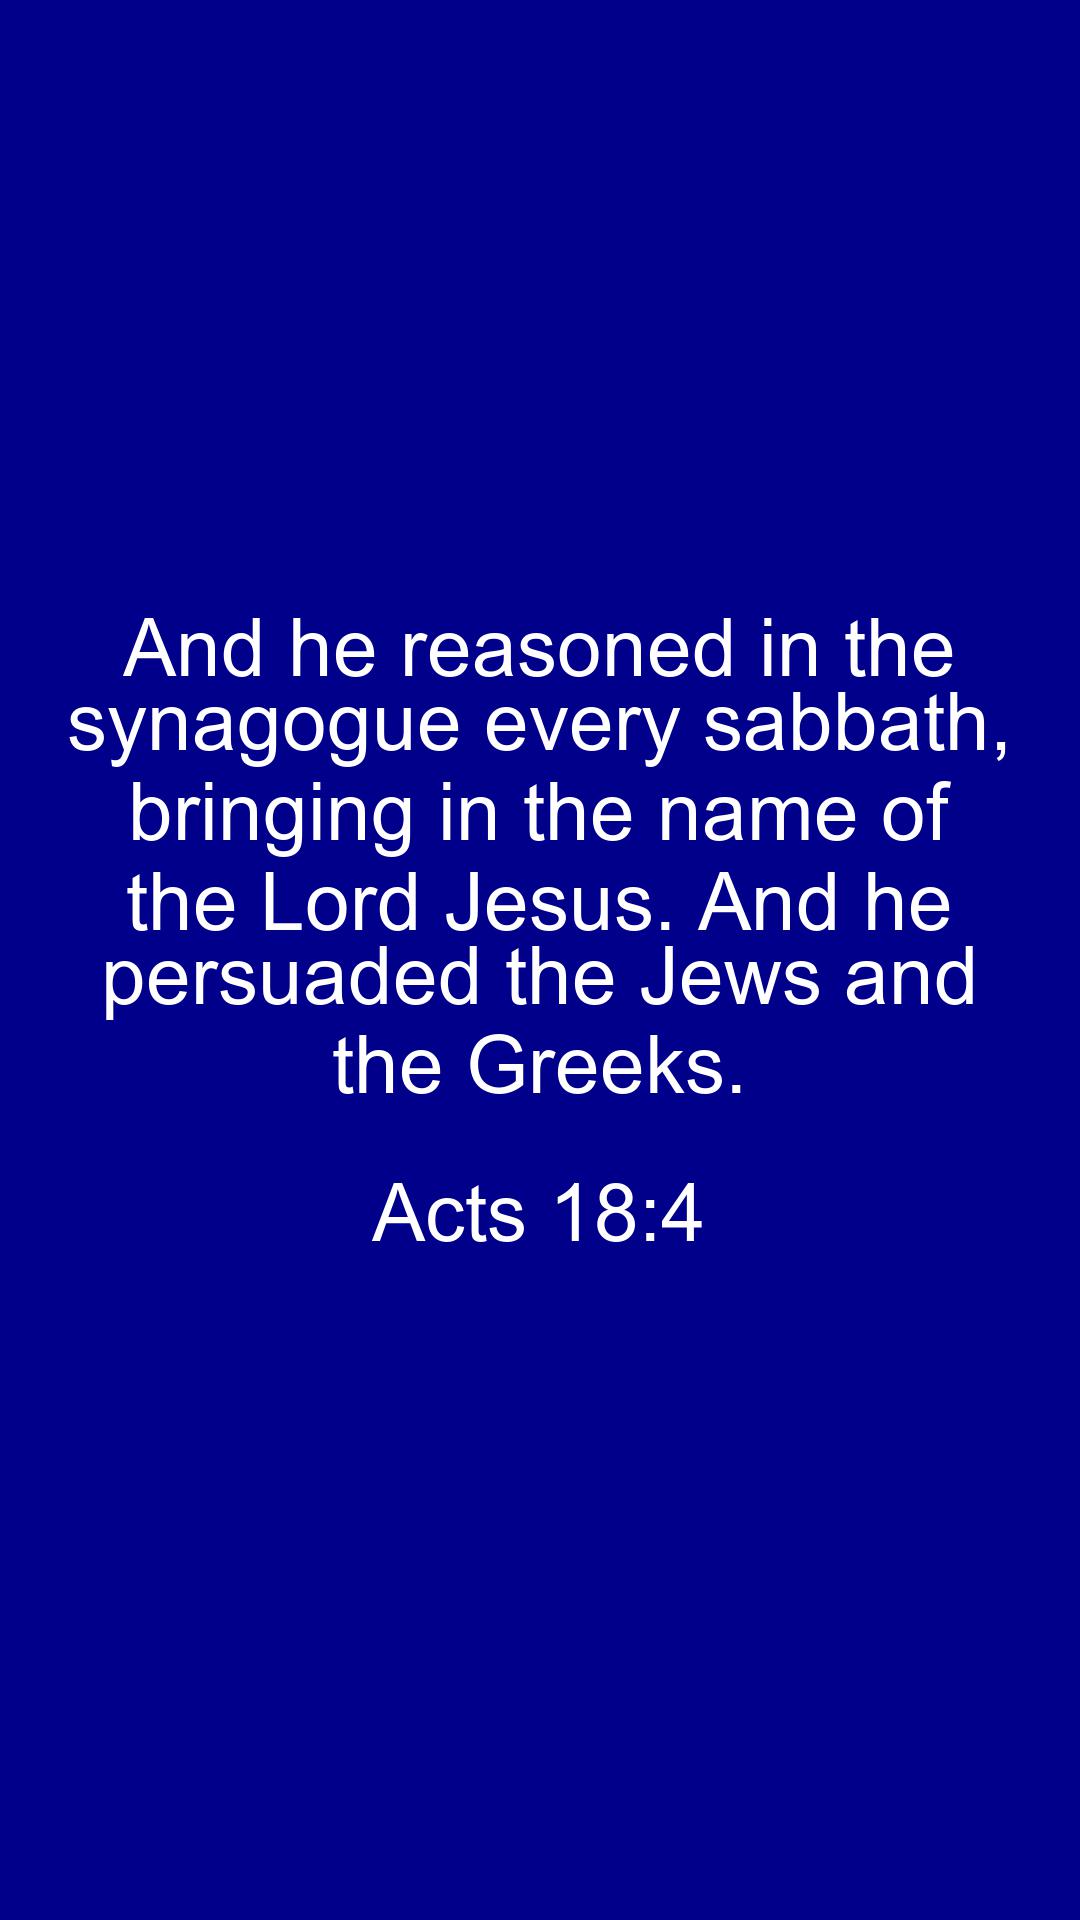 And he reasoned in the
synagogue every sabbath,
bringing in the name of
the Lord Jesus. And he
persuaded the Jews and
the Greeks.
Acts 18:4